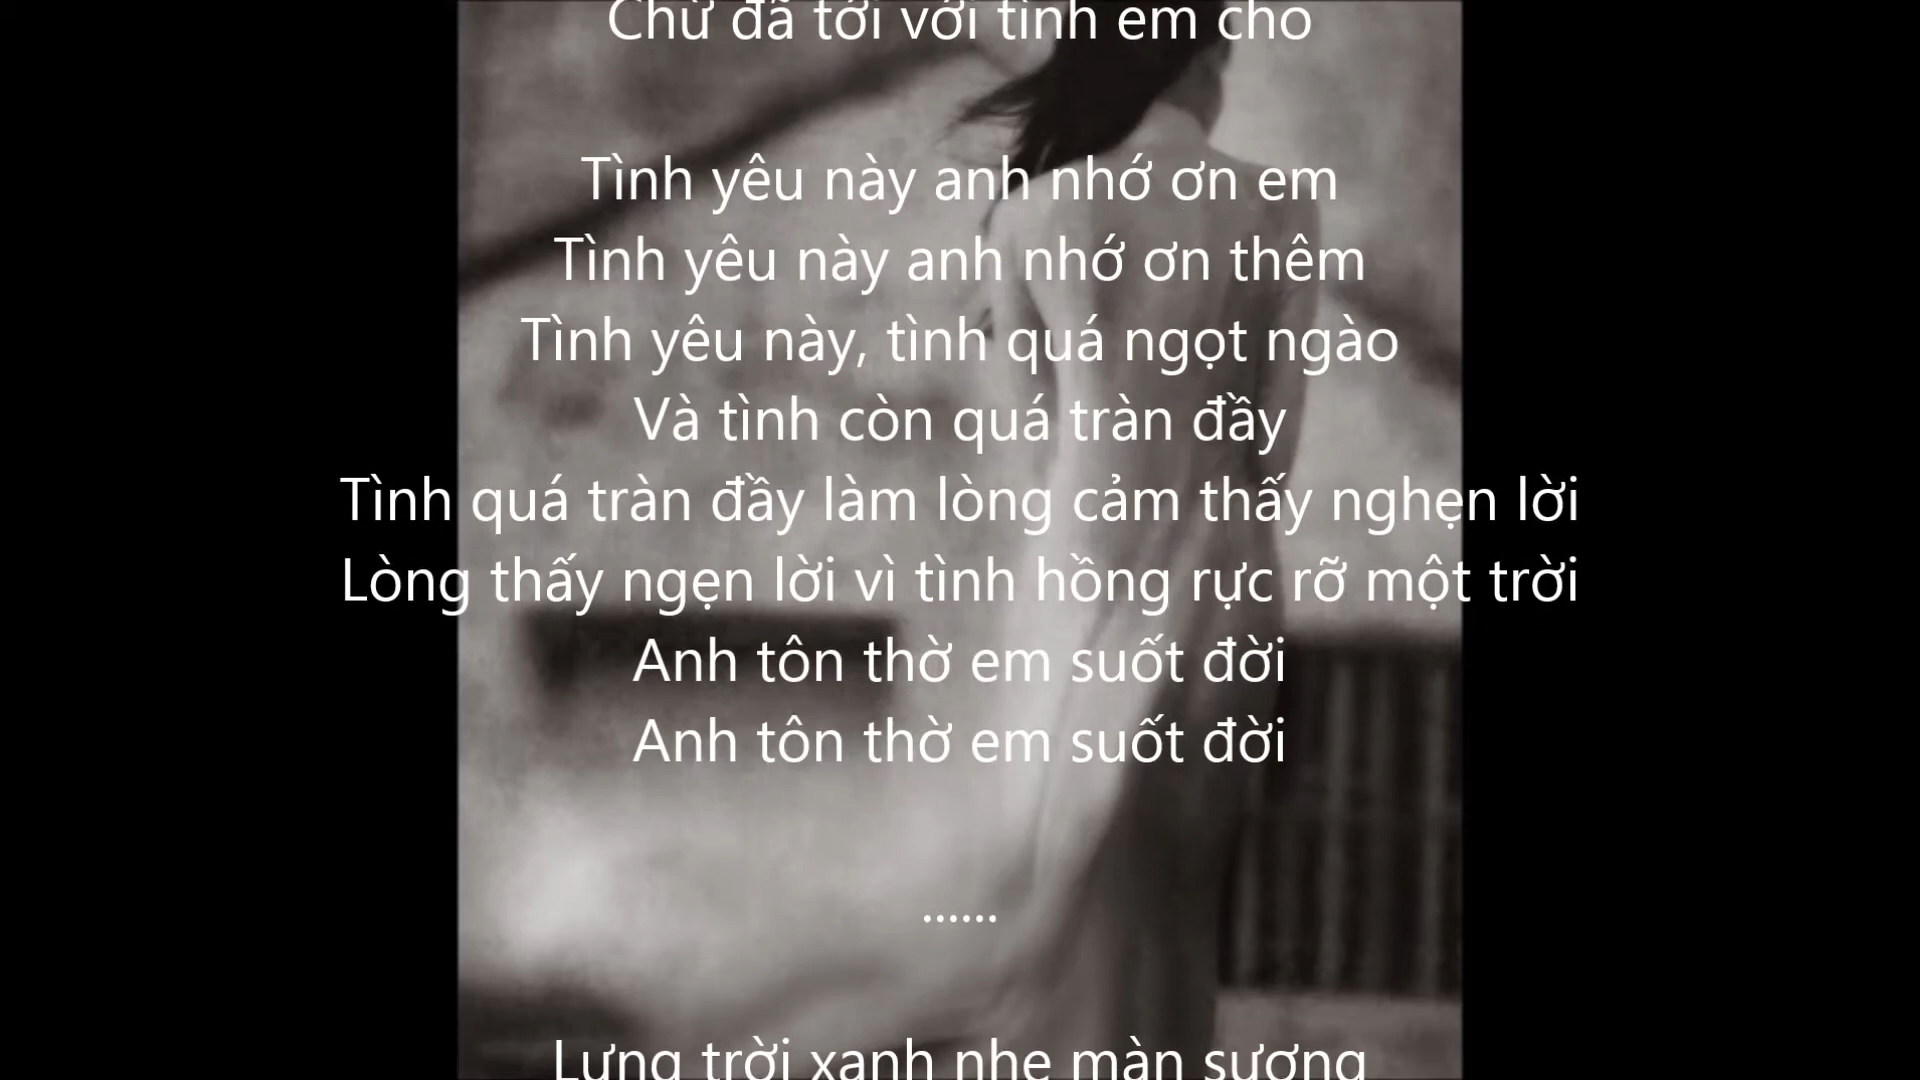 Chừ đã tới với tình em cho
Tình yêu này anh nhớ ơn em
Tình yêu này anh nhớ ơn thêm
Tình yêu này, tình quá ngọt ngào
Và tình còn quá tràn đầy
Tình quá tràn đầy làm lòng cảm thấy nghẹn lời
Lòng thấy ngẹn lời vì tình hồng rực rỡ một trời
Anh tôn thờ em suốt đời
Anh tôn thờ em suốt đời
......
Lưng trời xanh nhẹ màn sương